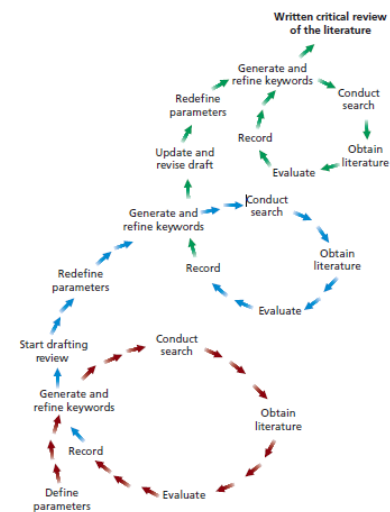 Written critical review
of the literature
Generate and
refine keywords
Conduct
search
Redefine
parameters
Record
Obtain
literature
Evaluate
Update and
revise draft
Generate and
refine keywords
Conduct
search
Record
Obtain
literature
Evaluate
Redefine
parameters
Start drafting
review
Conduct
search
Generate and
refine keywords
Obtain
literature
Record
Evaluate
Define
parameters